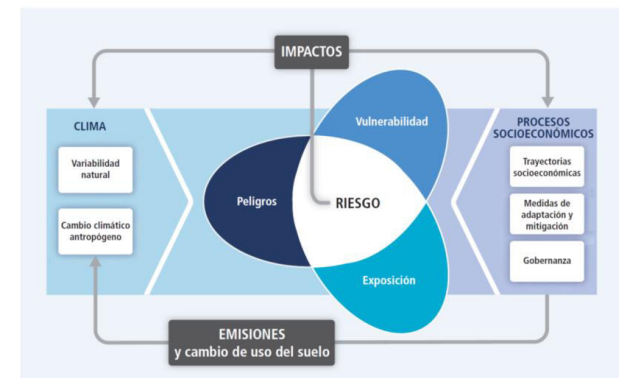 IMPACTOS
CLIMA
Variabilidad
natural
Cambio climático
antropógeno
Peligros
Vulnerabilidad
RIESGO
Exposición
PROCESOS
SOCIOECONÓMICOS
Trayectorias
socioeconómicas
Medidas de
adaptación y
mitigación
Gobernanza
EMISIONES
y cambio de uso del suelo